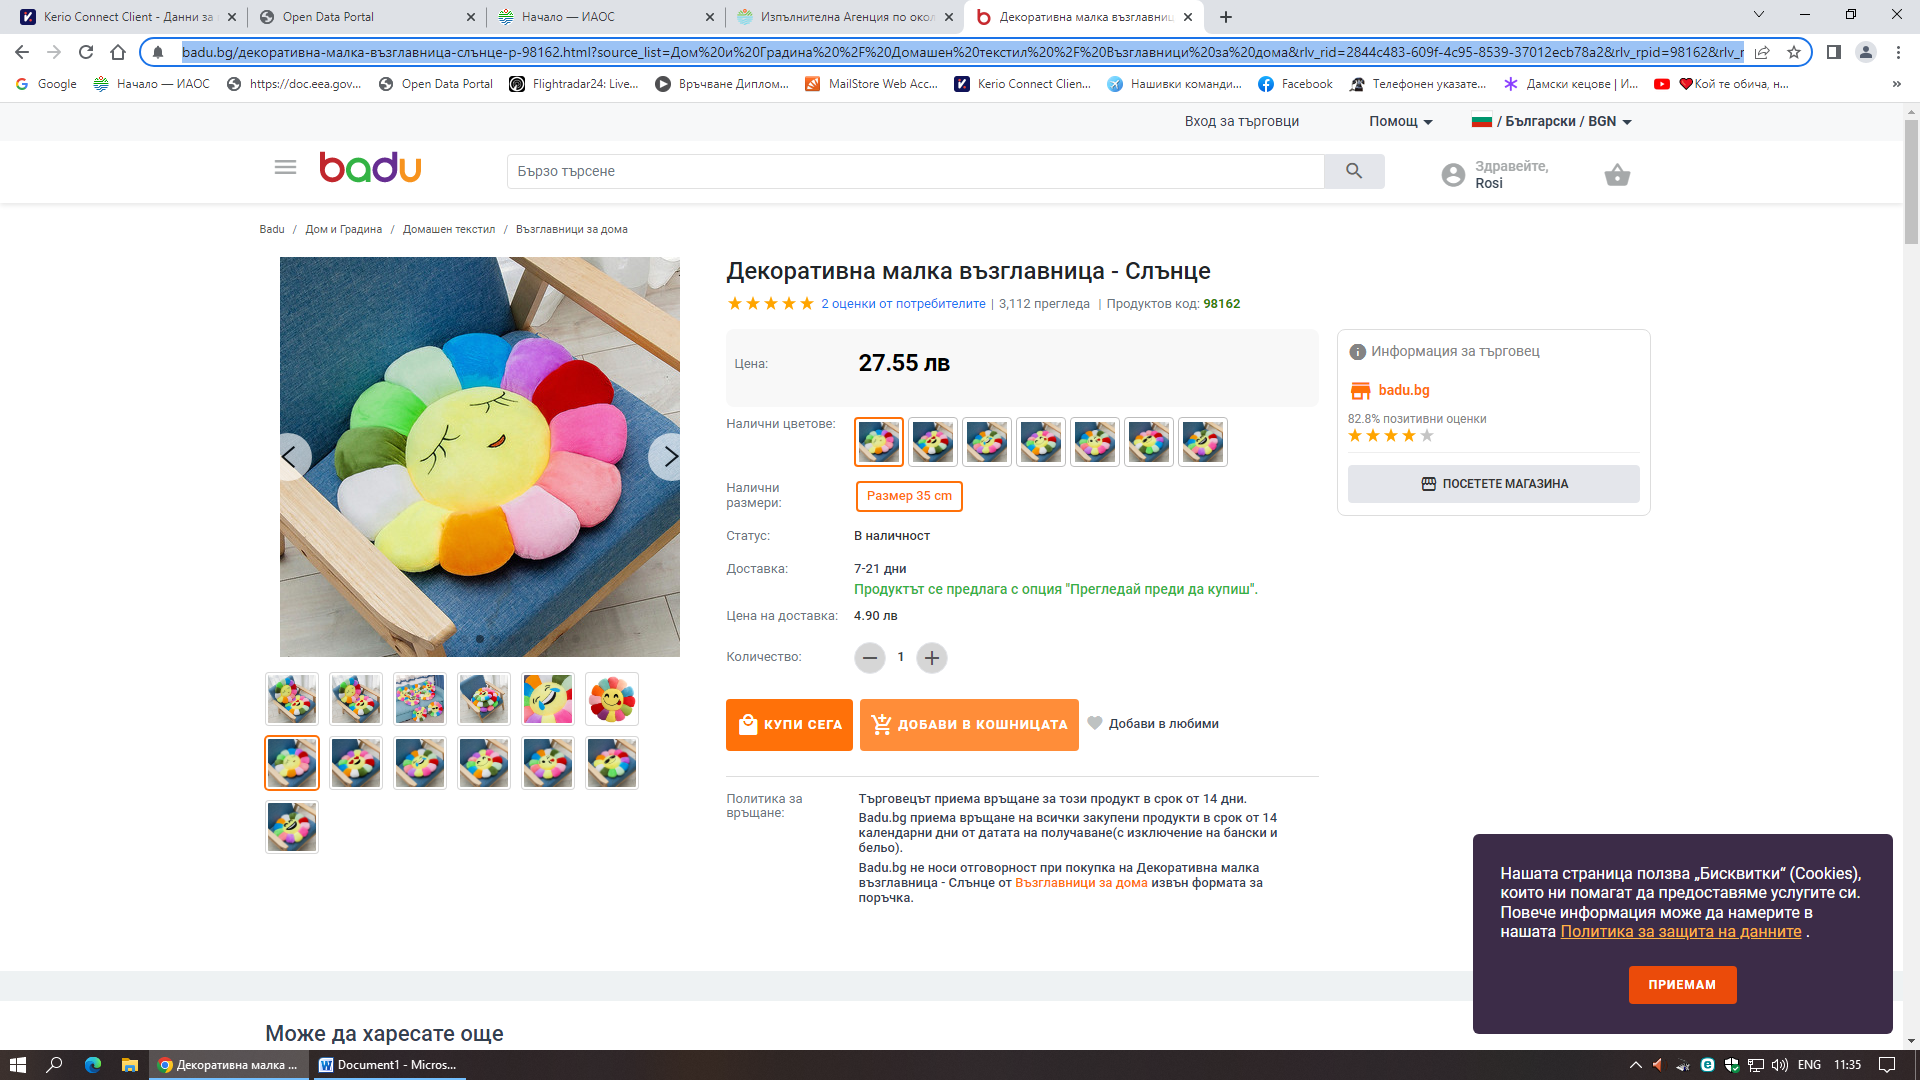 Kerio Connect Client - Данни за
Open Data Portal
Начало — ИАОС
Изпълнителна Агенция по окол
Декоративна малка възглавниц
badu.bg/декоративна-малка-възглавница-слънце-p-98162.html?source_list=Дом%20и%20Градина%20%2F%20Домашен%20текстил%20%2F%20Възглавници%20за%20дома&rlv_rid=2844c483-609f-4c95-8539-37012ecb78a2&rlv_rpid=98162&rlv_r
Google
Начало — ИАОС
https://doc.eea.gov...
Open Data Portal
Flightradar24: Live...
Връчване Диплом...
MailStore Web Acc...
Kerio Connect Clien...
Нашивки команди...
Facebook
Телефонен указате...
Дамски кецове | И...
Кой те обича, н...
Вход за търговци
Помощ
/ Български / BGN
badu
Бързо търсене
Здравейте,
Rosi
Badu / Дом и Градина / Домашен текстил / Възглавници за дома
Декоративна малка възглавница - Слънце
2 оценки от потребителите | 3,112 прегледа | Продуктов код: 98162
Цена: 27.55 лв
Налични цветове:
Налични размери:
Размер 35 cm
Статус: В наличност
Доставка: 7-21 дни
Продуктът се предлага с опция "Прегледай преди да купиш".
Цена на доставка: 4.90 лв
Количество: 1
КУПИ СЕГА
ДОБАВИ В КОШНИЦАТА
Добави в любими
Политика за връщане:
Търговецът приема връщане за този продукт в срок от 14 дни.
Badu.bg приема връщане на всички закупени продукти в срок от 14
календарни дни от датата на получаване(с изключение на бански и
бельо).
Badu.bg не носи отговорност при покупка на Декоративна малка
възглавница - Слънце от Възглавници за дома извън формата за
поръчка.
Информация за търговец
badu.bg
82.8% позитивни оценки
ПОСЕТЕТЕ МАГАЗИНА
Нашата страница ползва „Бисквитки“ (Cookies),
които ни помагат да предоставяме услугите си.
Повече информация може да намерите в
нашата Политика за защита на данните .
ПРИЕМАМ
Може да харесате още
Декоративна малка ...
Document1 - Micros...
ENG
11:35